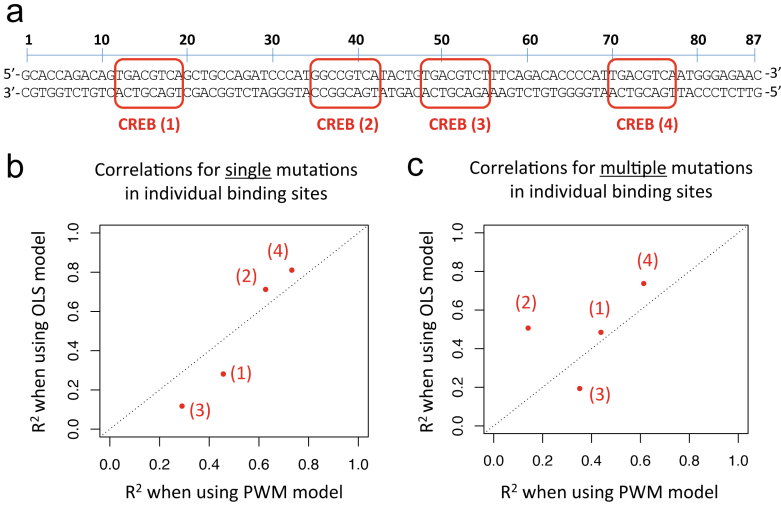 a
1 10 20 30 40 50 60 70 80 87
5′-GCACCAGACAGTGACGTCAGCTGCCAGATCCCATGGCCGTCATACTGTGACGTCTTTCAGACACCCCATTGACGTCAATGGGAGAAC-3′
3′-CGTGGTCTGTCACTGCAGTCGACGGTCTAGGGTACCGGCAGTATGACACTGCAGAAAGTCTGTGGGGTAACTGCAGTTACCCTCTTG-5′
CREB (1) CREB (2) CREB (3) CREB (4)
b
Correlations for single mutations
in individual binding sites
R² when using OLS model
1.0
0.8
0.6
0.4
0.2
0.0
(4)
(2)
(1)
(3)
0.0 0.2 0.4 0.6 0.8 1.0
R² when using PWM model
c
Correlations for multiple mutations
in individual binding sites
R² when using OLS model
1.0
0.8
0.6
0.4
0.2
0.0
(4)
(2)
(1)
(3)
0.0 0.2 0.4 0.6 0.8 1.0
R² when using PWM model